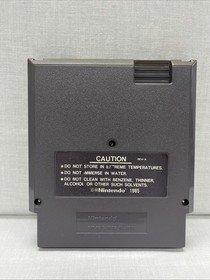 CAUTION
•DO NOT STORE IN EXTREME TEMPERATURES.
•DO NOT IMMERSE IN WATER.
•DO NOT CLEAN WITH BENZENE, THINNER,
ALCOHOL OR OTHER SUCH SOLVENTS.
Nintendo 1985